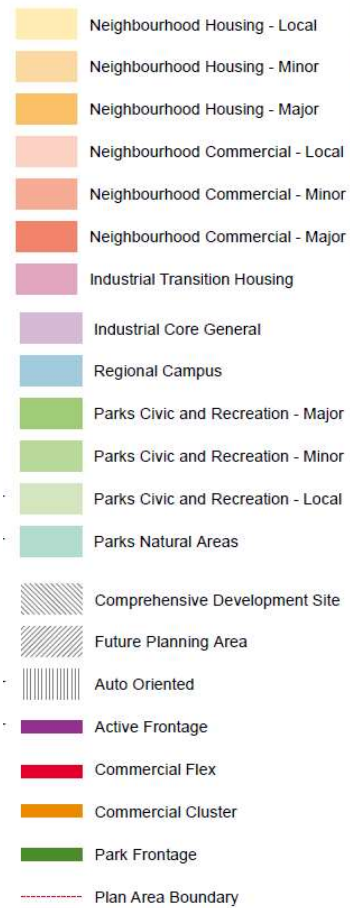 Neighbourhood Housing - Local
Neighbourhood Housing - Minor
Neighbourhood Housing - Major
Neighbourhood Commercial - Local
Neighbourhood Commercial - Minor
Neighbourhood Commercial - Major
Industrial Transition Housing
Industrial Core General
Regional Campus
Parks Civic and Recreation - Major
Parks Civic and Recreation - Minor
Parks Civic and Recreation - Local
Parks Natural Areas
Comprehensive Development Site
Future Planning Area
Auto Oriented
Active Frontage
Commercial Flex
Commercial Cluster
Park Frontage
Plan Area Boundary